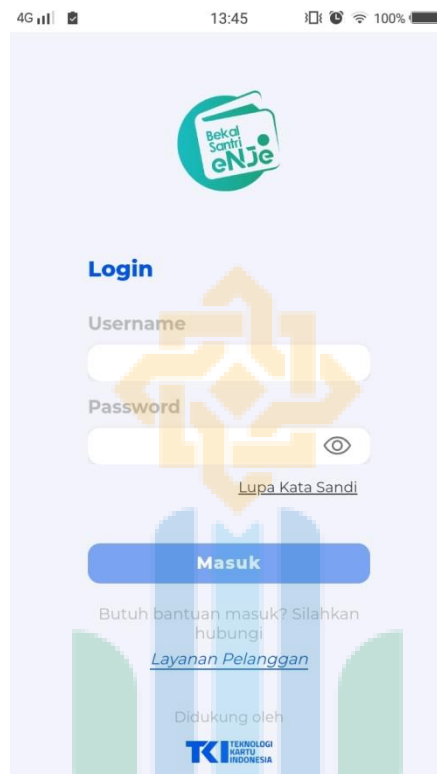 4G
13:45
100%
Bekal
Santri
eNJe
Login
Username
Password
Lupa Kata Sandi
Masuk
Butuh bantuan masuk? Silahkan
hubungi
Layanan Pelanggan
Didukung oleh
TKI TEKNOLOGI
KARTU
INDONESIA